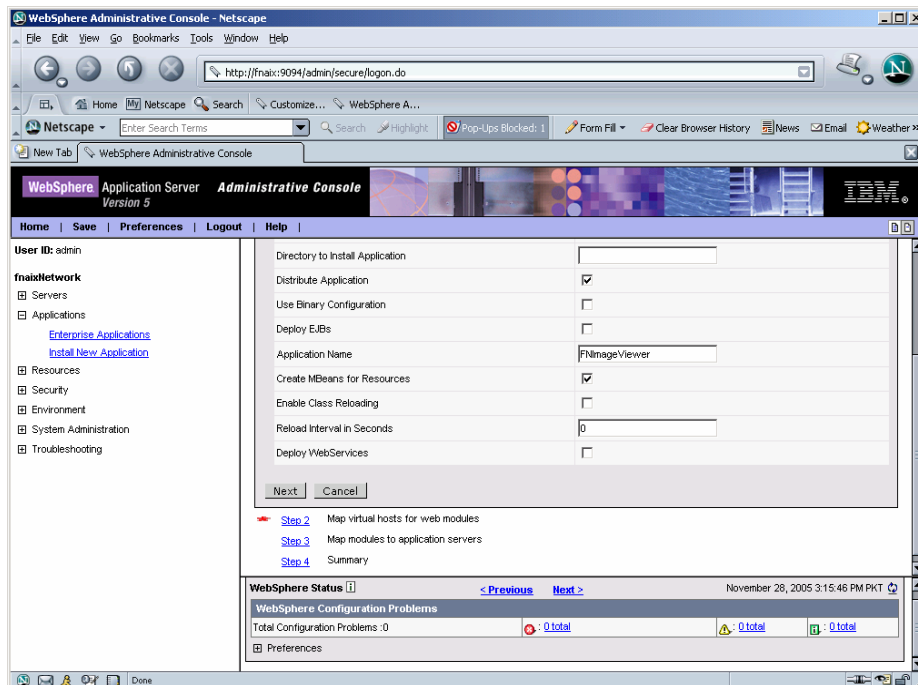 WebSphere Administrative Console - Netscape
File Edit View Go Bookmarks Tools Window Help
http://fnaix:9094/admin/secure/logon.do
Home My Netscape Search Customize... WebSphere A...
Netscape Enter Search Terms Search Highlight Pop-Ups Blocked: 1 Form Fill Clear Browser History News Email Weather
New Tab WebSphere Administrative Console
WebSphere Application Server Administrative Console
Version 5
IBM
Home | Save | Preferences | Logout | Help |
User ID: admin
fnaixNetwork
Servers
Applications
Enterprise Applications
Install New Application
Resources
Security
Environment
System Administration
Troubleshooting
Directory to Install Application
Distribute Application
Use Binary Configuration
Deploy EJBs
Application Name FNImageViewer
Create MBeans for Resources
Enable Class Reloading
Reload Interval in Seconds 0
Deploy WebServices
Next Cancel
Step 2 Map virtual hosts for web modules
Step 3 Map modules to application servers
Step 4 Summary
WebSphere Status i < Previous Next > November 28, 2005 3:15:46 PM PKT
WebSphere Configuration Problems
Total Configuration Problems :0 : 0 total : 0 total : 0 total
Preferences
Done